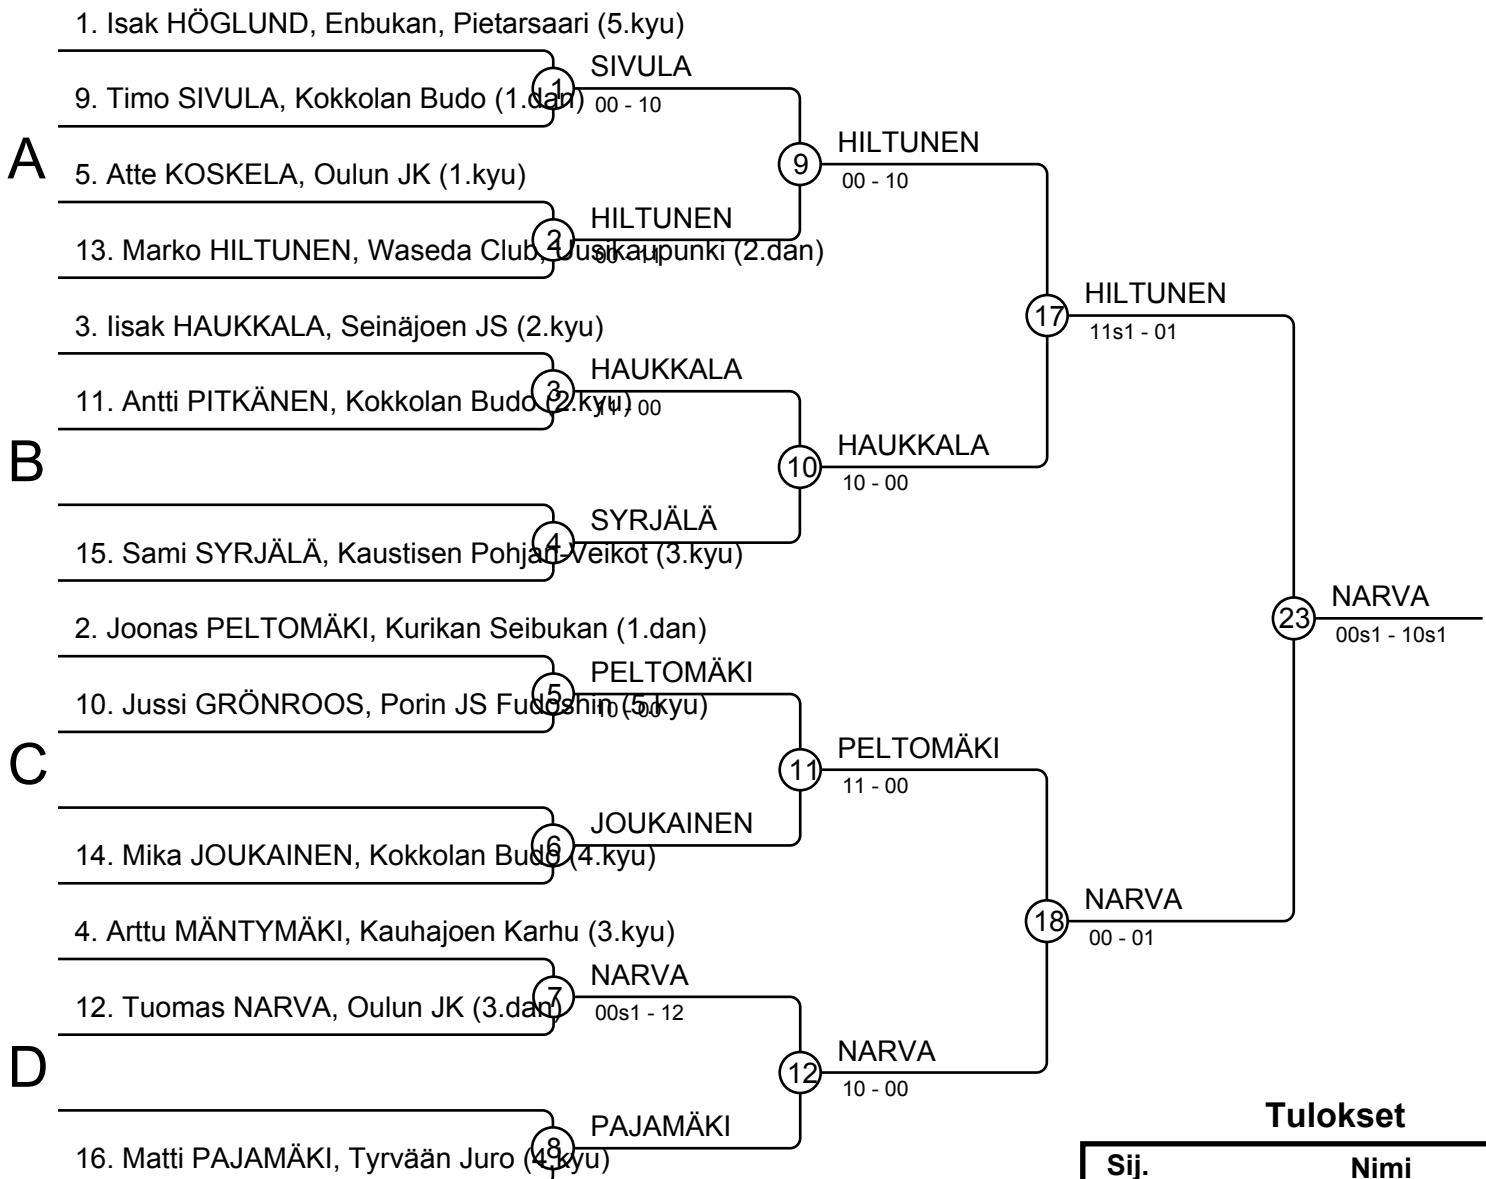 1. Isak HÖGLUND, Enbukan, Pietarsaari (5.kyu)
SIVULA
1
9. Timo SIVULA, Kokkolan Budo (1.dan)
00 - 10
HILTUNEN
A
9
5. Atte KOSKELA, Oulun JK (1.kyu)
00 - 10
HILTUNEN
2
13. Marko HILTUNEN, Waseda Club, Uusikaupunki (2.dan)
00 - 11
HILTUNEN
17
3. Iisak HAUKKALA, Seinäjoen JS (2.kyu)
11s1 - 01
HAUKKALA
3
11. Antti PITKÄNEN, Kokkolan Budo (2.kyu)
11 - 00
HAUKKALA
B
10
10 - 00
SYRJÄLÄ
4
15. Sami SYRJÄLÄ, Kaustisen Pohjan-Veikot (3.kyu)
NARVA
23
2. Joonas PELTOMÄKI, Kurikan Seibukan (1.dan)
00s1 - 10s1
PELTOMÄKI
5
10. Jussi GRÖNROOS, Porin JS Fudoshin (5.kyu)
10 - 00
PELTOMÄKI
C
11
11 - 00
JOUKAINEN
6
14. Mika JOUKAINEN, Kokkolan Budo (4.kyu)
NARVA
18
4. Arttu MÄNTYMÄKI, Kauhajoen Karhu (3.kyu)
00 - 01
NARVA
7
12. Tuomas NARVA, Oulun JK (3.dan)
00s1 - 12
NARVA
D
12
10 - 00
Tulokset
PAJAMÄKI
8
16. Matti PAJAMÄKI, Tyrvään Juro (4.kyu)
Sij. Nimi